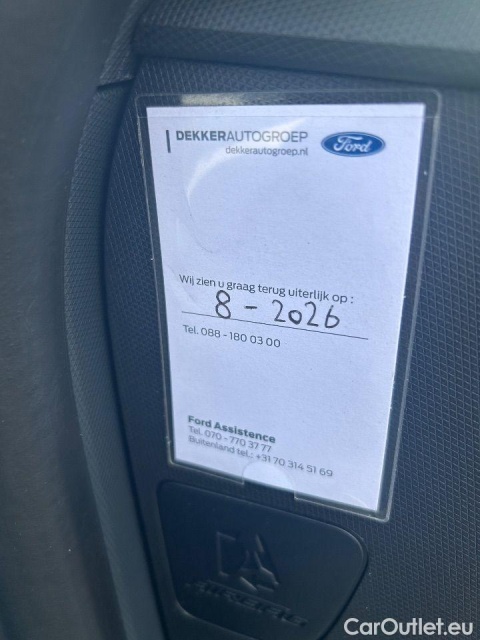 DEKKERAUTOGROEP
dekkerautogroep.nl
Ford
Wij zien u graag terug uiterlijk op :
8 - 2026
Tel. 088 - 180 03 00
Ford Assistence
Tel. 070 - 770 37 77
Buitenland tel.: +31 70 314 51 69
AIRBAG
CarOutlet.eu